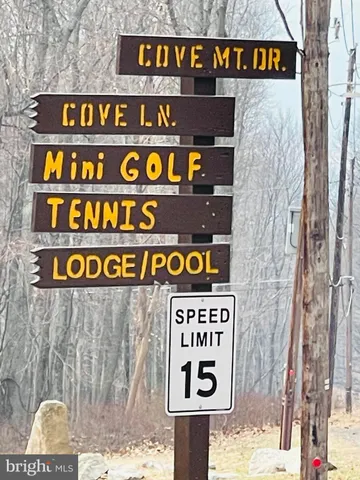 COVE MT. DR.
COVE LN.
Mini GOLF
TENNIS
LODGE/POOL
SPEED
LIMIT
15
bright MLS